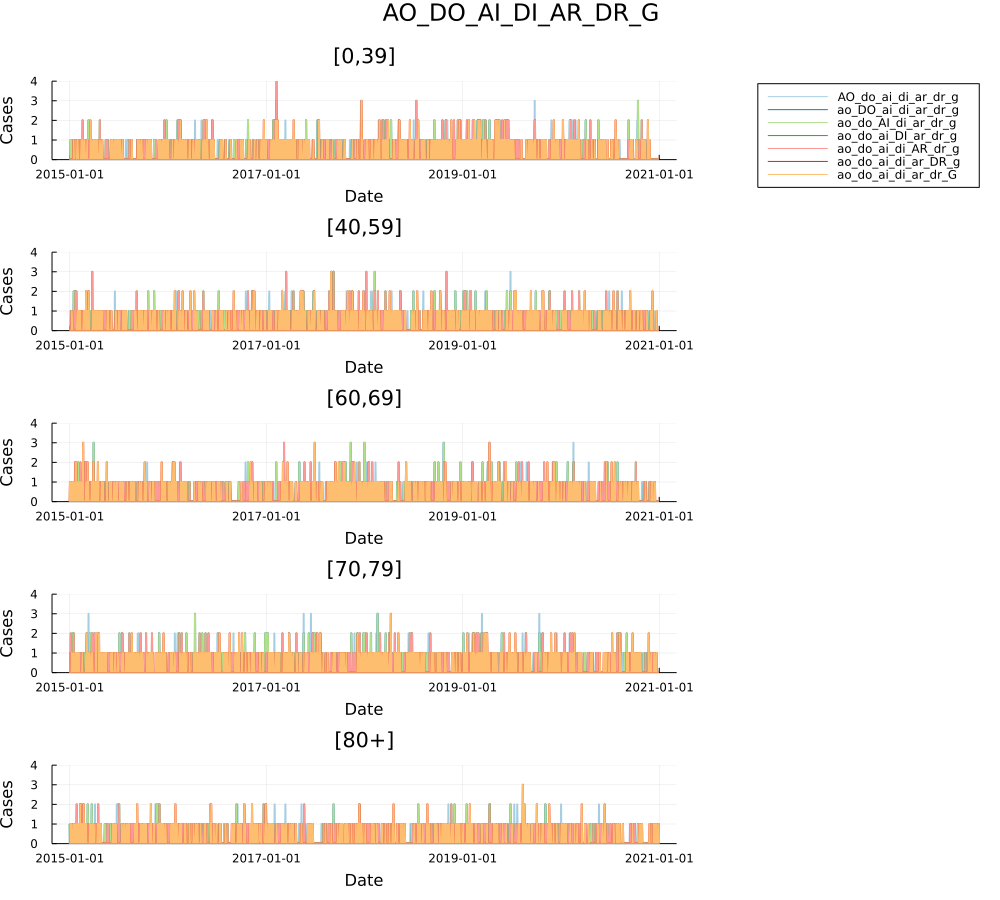 AO_DO_AI_DI_AR_DR_G
[0,39]
Cases
4
3
2
1
0
2015-01-01 2017-01-01 2019-01-01 2021-01-01
Date
AO_do_ai_di_ar_dr_g
ao_DO_ai_di_ar_dr_g
ao_do_AI_di_ar_dr_g
ao_do_ai_DI_ar_dr_g
ao_do_ai_di_AR_dr_g
ao_do_ai_di_ar_DR_g
ao_do_ai_di_ar_dr_G
[40,59]
Cases
4
3
2
1
0
2015-01-01 2017-01-01 2019-01-01 2021-01-01
Date
[60,69]
Cases
4
3
2
1
0
2015-01-01 2017-01-01 2019-01-01 2021-01-01
Date
[70,79]
Cases
4
3
2
1
0
2015-01-01 2017-01-01 2019-01-01 2021-01-01
Date
[80+]
Cases
4
3
2
1
0
2015-01-01 2017-01-01 2019-01-01 2021-01-01
Date